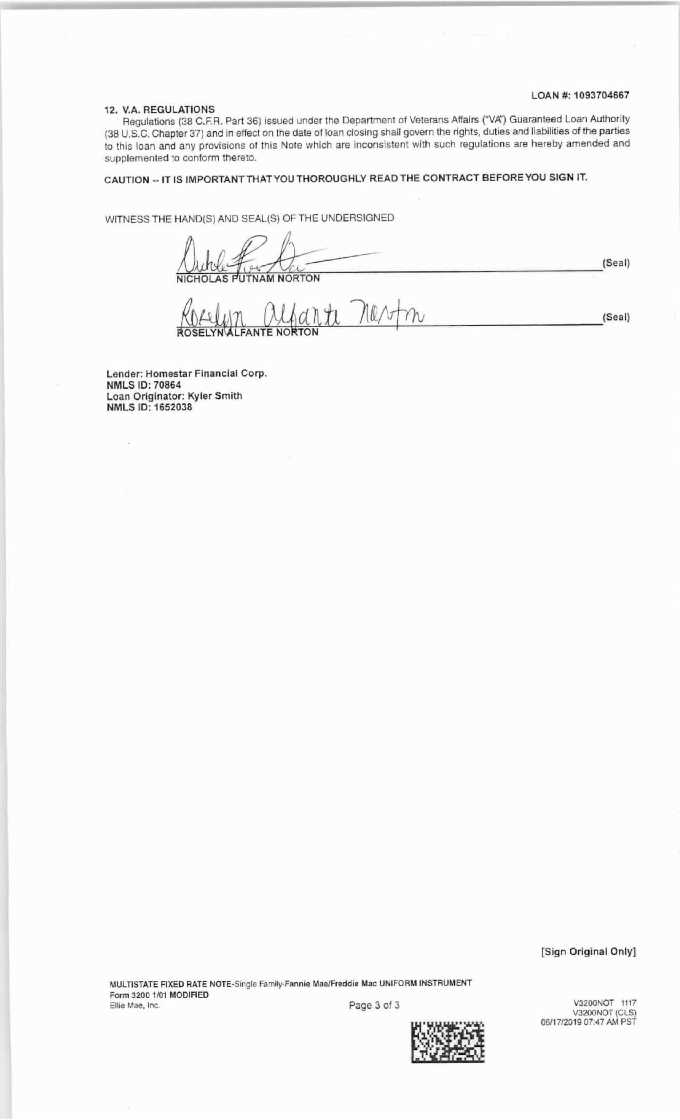 LOAN #: 1093704667
12. V.A. REGULATIONS
Regulations (38 C.F.R. Part 36) issued under the Department of Veterans Affairs ("VA") Guaranteed Loan Authority
(38 U.S.C. Chapter 37) and in effect on the date of loan closing shall govern the rights, duties and liabilities of the parties
to this loan and any provisions of this Note which are inconsistent with such regulations are hereby amended and
supplemented to conform thereto.
CAUTION -- IT IS IMPORTANT THAT YOU THOROUGHLY READ THE CONTRACT BEFORE YOU SIGN IT.
WITNESS THE HAND(S) AND SEAL(S) OF THE UNDERSIGNED
(Seal)
NICHOLAS PUTNAM NORTON
Roselyn Alfante Norton
(Seal)
ROSELYN ALFANTE NORTON
Lender: Homestar Financial Corp.
NMLS ID: 70864
Loan Originator: Kyler Smith
NMLS ID: 1652038
[Sign Original Only]
MULTISTATE FIXED RATE NOTE-Single Family-Fannie Mae/Freddie Mac UNIFORM INSTRUMENT
Form 3200 1/01 MODIFIED
Ellie Mae, Inc.
Page 3 of 3
V3200NOT 1117
V3200NOT (CLS)
06/17/2019 07:47 AM PST